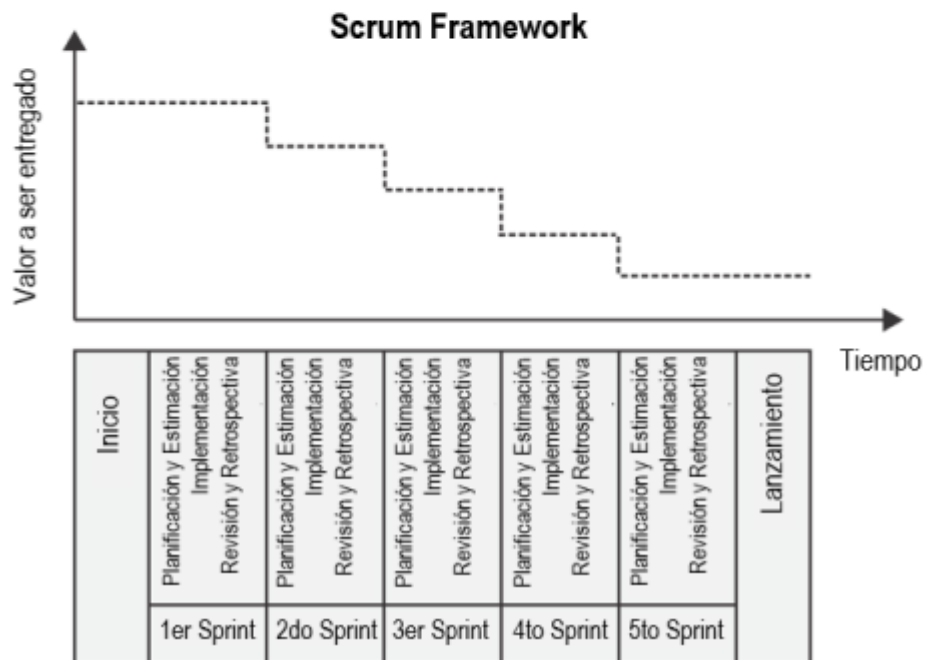 Scrum Framework
Valor a ser entregado
Tiempo
Inicio
Planificación y Estimación
Implementación
Revisión y Retrospectiva
1er Sprint
Planificación y Estimación
Implementación
Revisión y Retrospectiva
2do Sprint
Planificación y Estimación
Implementación
Revisión y Retrospectiva
3er Sprint
Planificación y Estimación
Implementación
Revisión y Retrospectiva
4to Sprint
Planificación y Estimación
Implementación
Revisión y Retrospectiva
5to Sprint
Lanzamiento